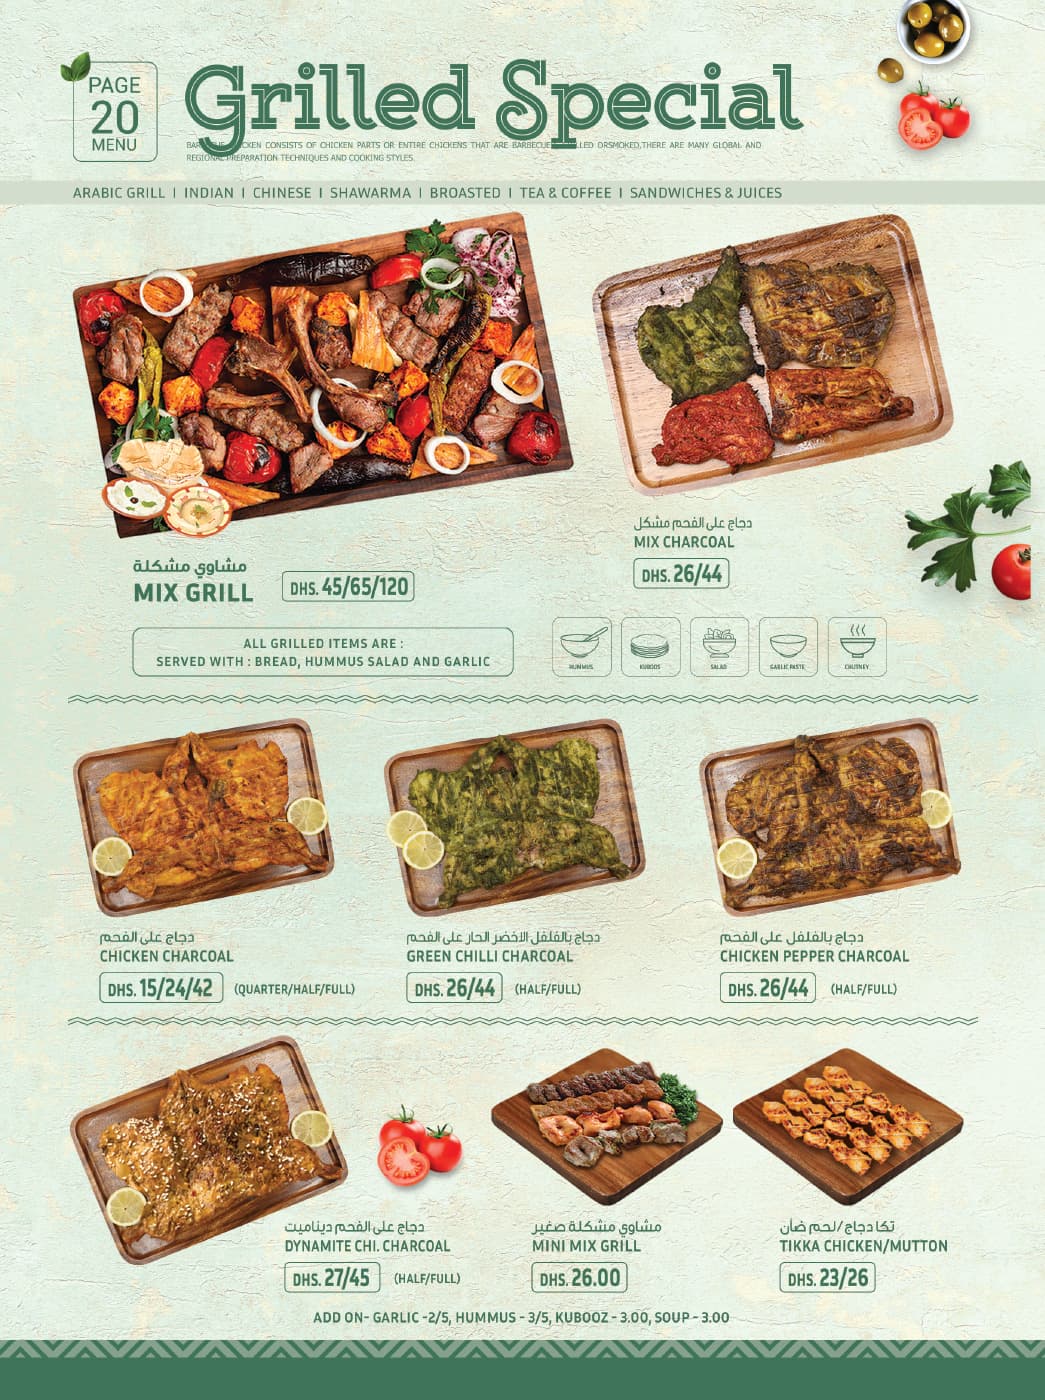 PAGE
20
MENU
Grilled Special
CONSISTS OF CHICKEN PARTS OR ENTIRE CHICKENS THAT ARE ORSMOKED,THERE ARE MANY GLOBAL AND
REGIONAL PREPARATION TECHNIQUES AND COOKING STYLES.
ARABIC GRILL I INDIAN I CHINESE I SHAWARMA I BROASTED I TEA & COFFEE I SANDWICHES & JUICES
مشاوي مشكلة
MIX GRILL
DHS. 45/65/120
دجاج على الفحم مشكل
MIX CHARCOAL
DHS. 26/44
ALL GRILLED ITEMS ARE :
SERVED WITH : BREAD, HUMMUS SALAD AND GARLIC
HUMMUS
KUBOOS
SALAD
GARLIC PASTE
CHUTNEY
دجاج على الفحم
CHICKEN CHARCOAL
DHS. 15/24/42 (QUARTER/HALF/FULL)
دجاج بالفلفل الاخضر الحار على الفحم
GREEN CHILLI CHARCOAL
DHS. 26/44 (HALF/FULL)
دجاج بالفلفل على الفحم
CHICKEN PEPPER CHARCOAL
DHS. 26/44 (HALF/FULL)
دجاج على الفحم ديناميت
DYNAMITE CHI. CHARCOAL
DHS. 27/45 (HALF/FULL)
مشاوي مشكلة صغير
MINI MIX GRILL
DHS. 26.00
تكا دجاج/لحم ضأن
TIKKA CHICKEN/MUTTON
DHS. 23/26
ADD ON- GARLIC -2/5, HUMMUS - 3/5, KUBOOZ - 3.00, SOUP - 3.00